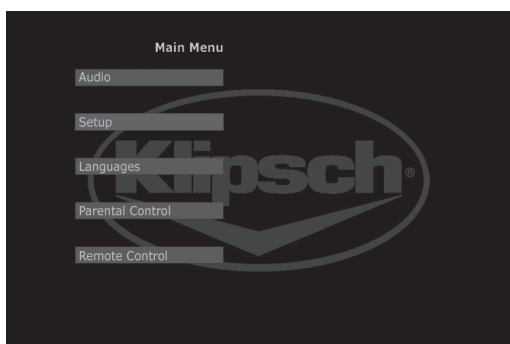 Main Menu
Audio
Setup
Languages
Parental Control
Remote Control
Klipsch®